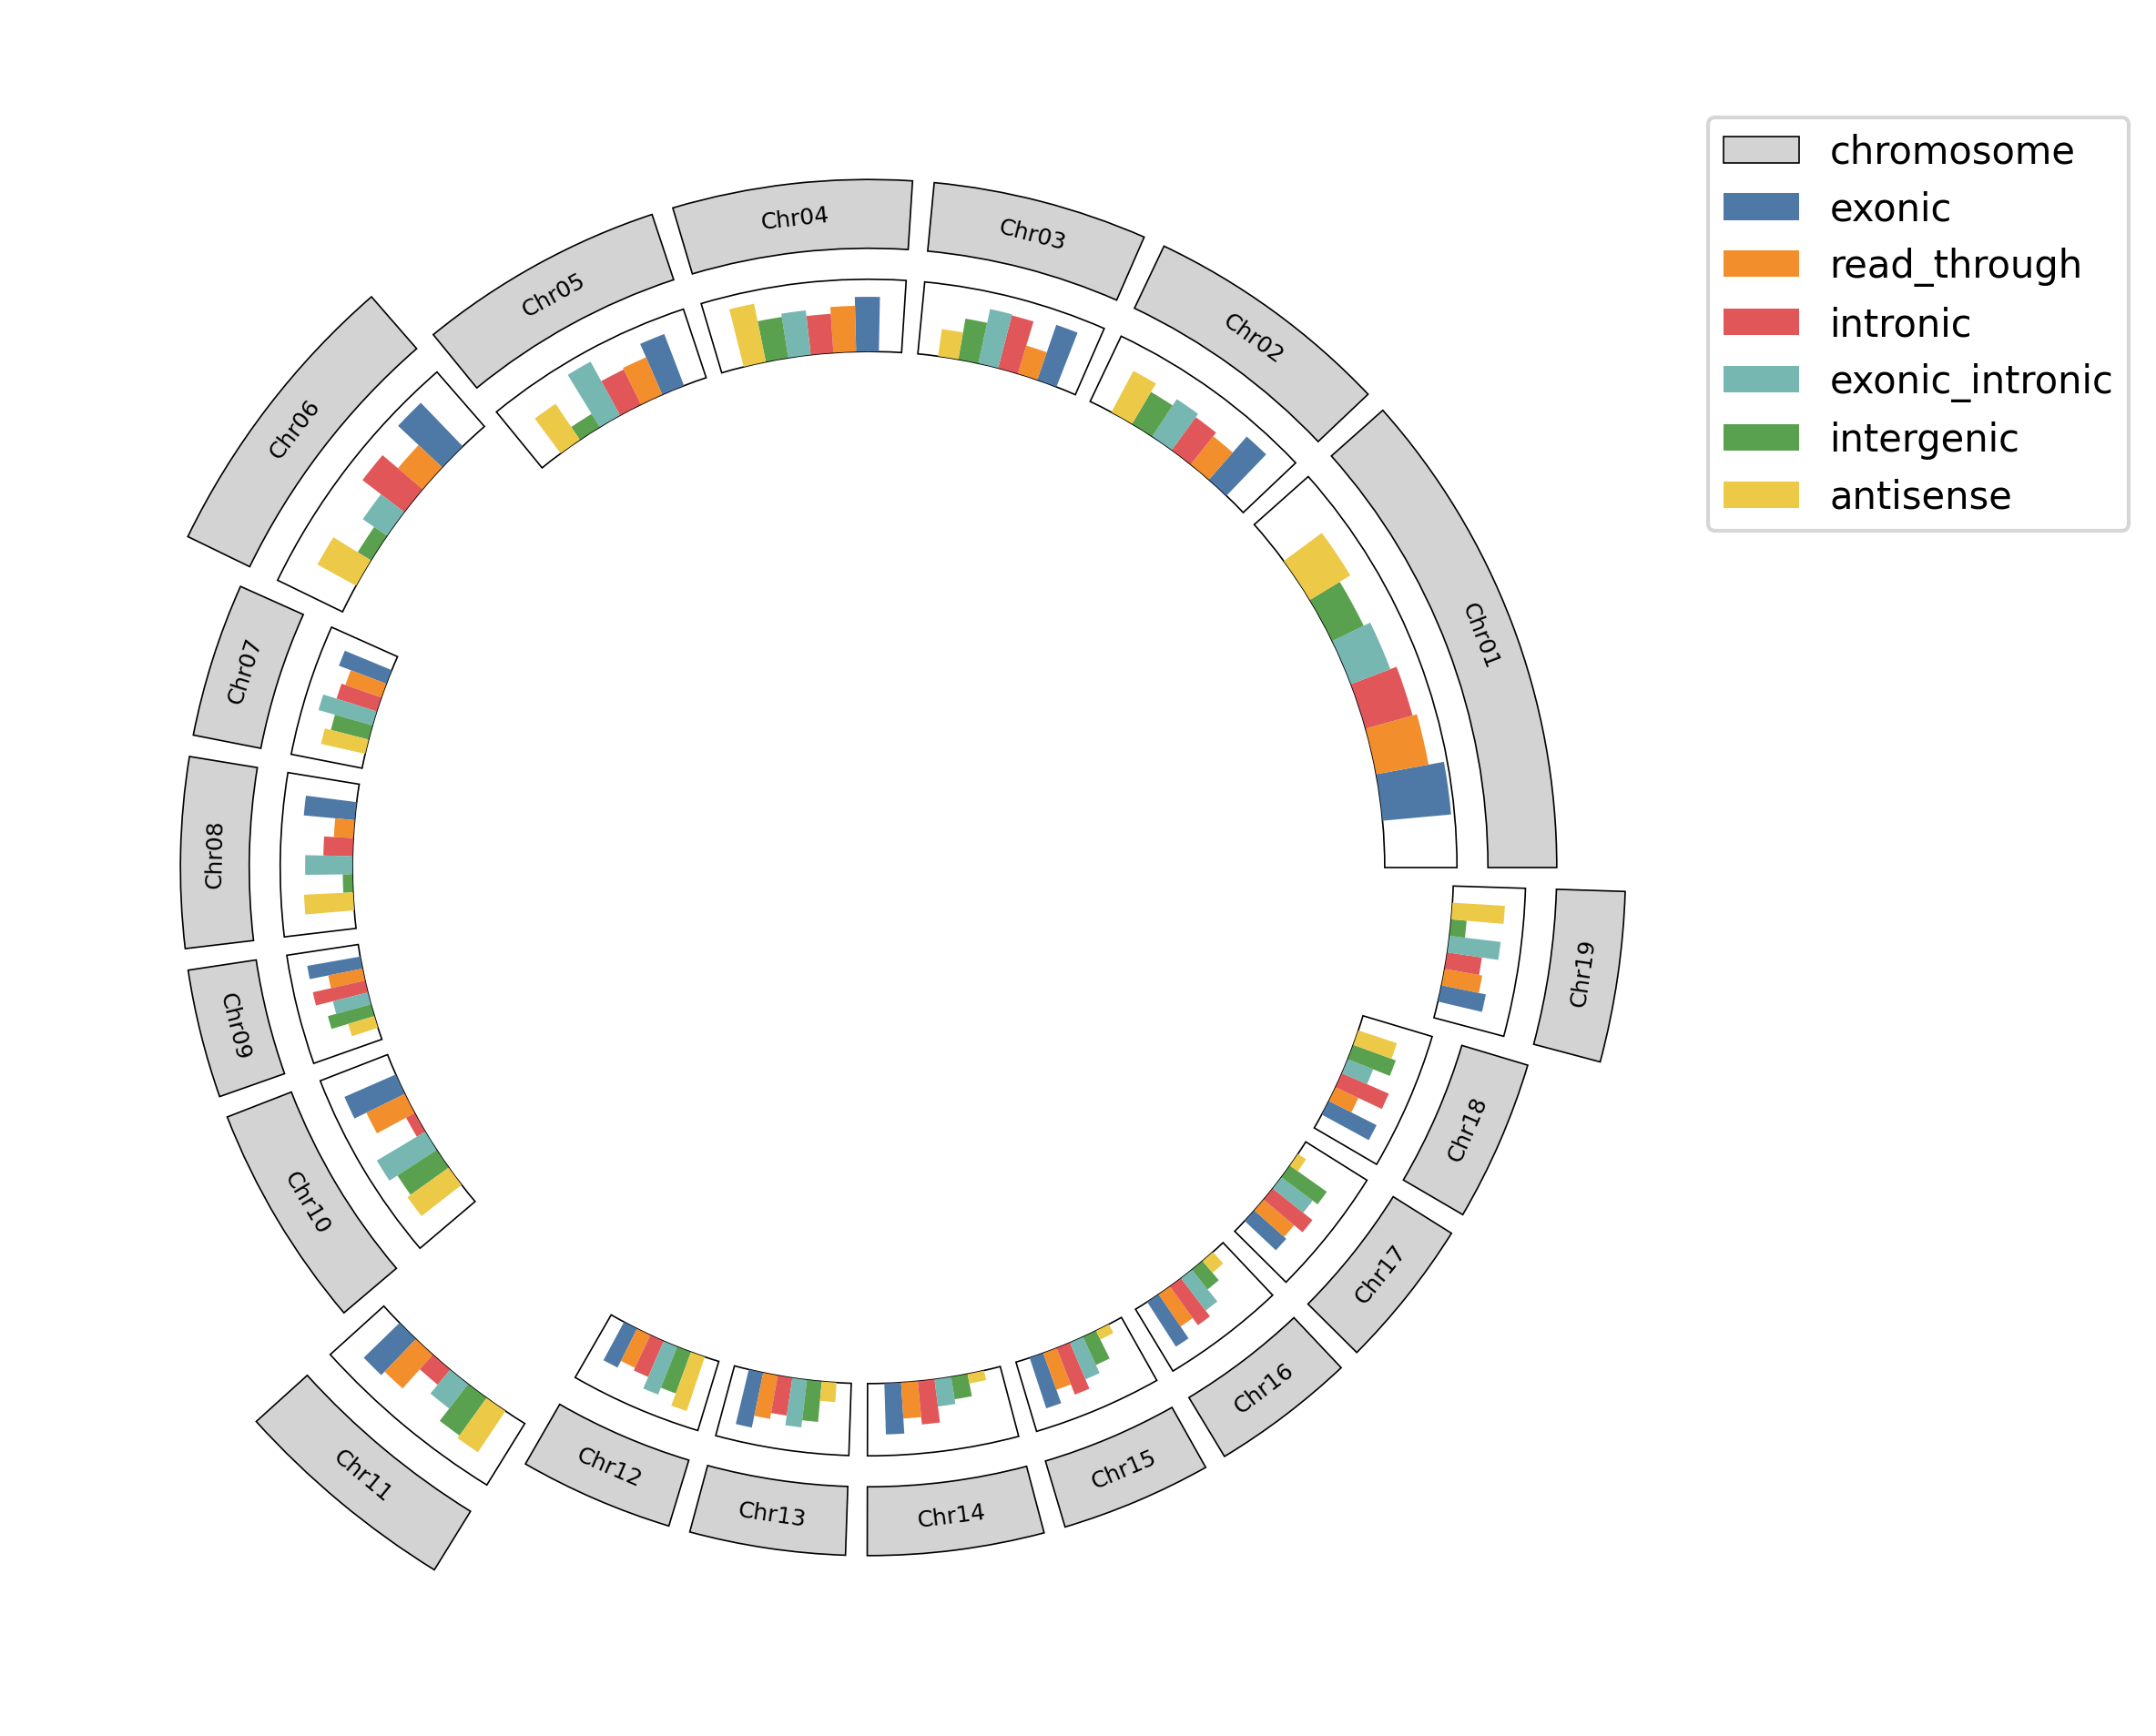 chromosome
exonic
read_through
intronic
exonic_intronic
intergenic
antisense
Chr01
Chr02
Chr03
Chr04
Chr05
Chr06
Chr07
Chr08
Chr09
Chr10
Chr11
Chr12
Chr13
Chr14
Chr15
Chr16
Chr17
Chr18
Chr19